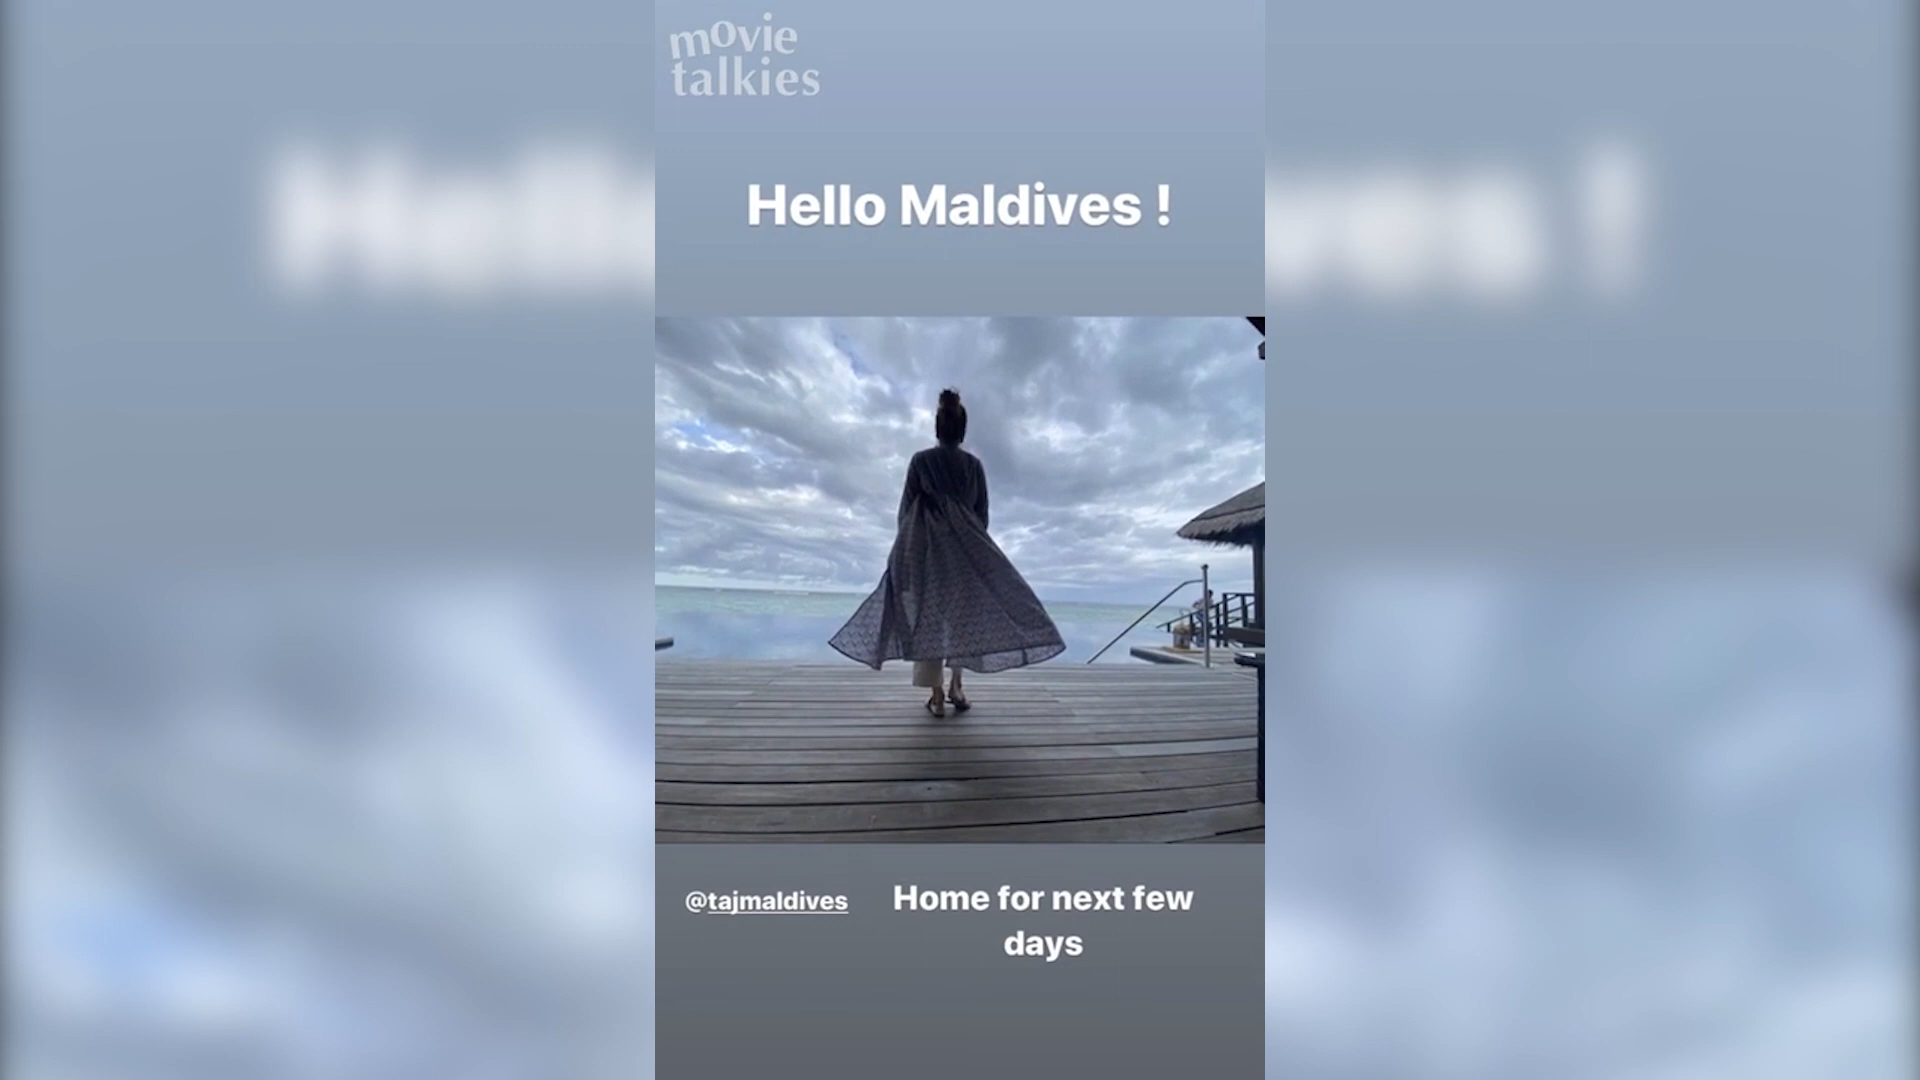 movie
talkies
Hello Maldives !
@tajmaldives
Home for next few
days